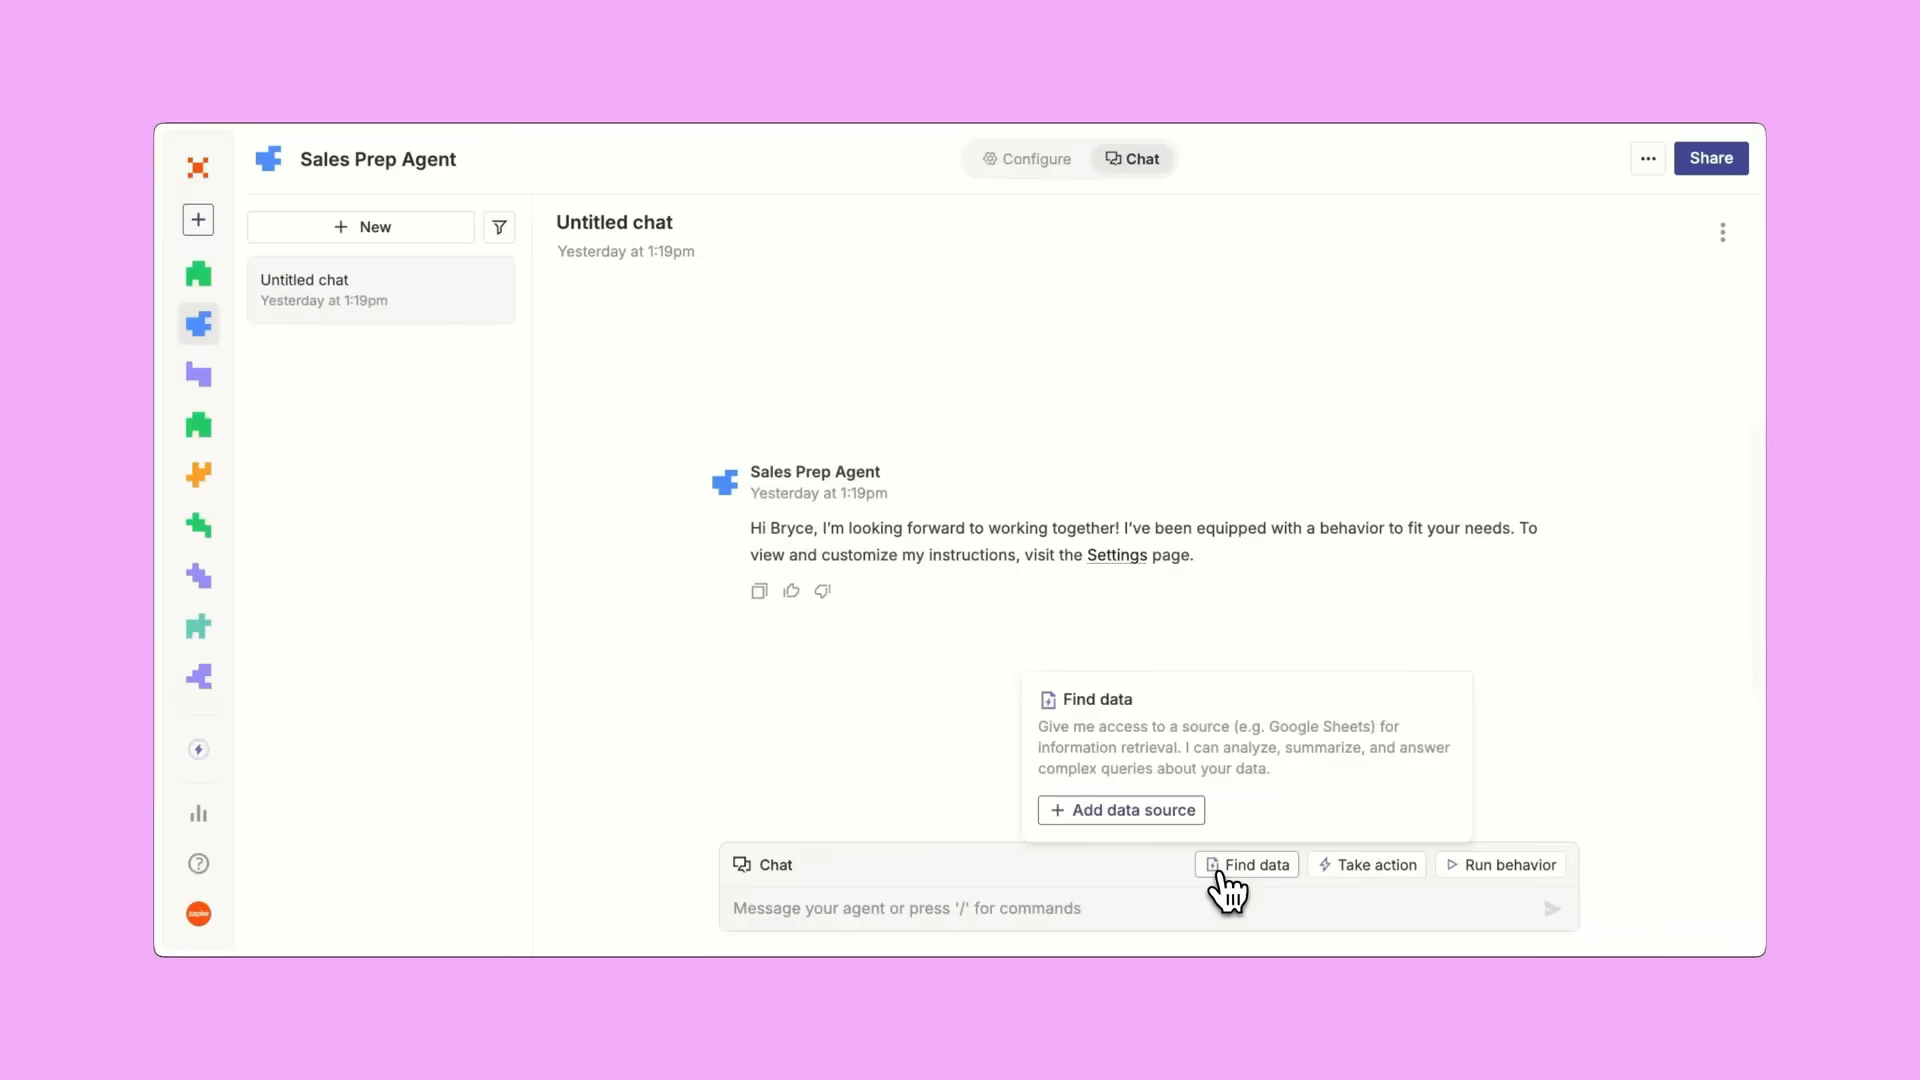 Sales Prep Agent
Configure
Chat
Share
New
Untitled chat
Yesterday at 1:19pm
Untitled chat
Yesterday at 1:19pm
Sales Prep Agent
Yesterday at 1:19pm
Hi Bryce, I'm looking forward to working together! I've been equipped with a behavior to fit your needs. To
view and customize my instructions, visit the Settings page.
Find data
Give me access to a source (e.g. Google Sheets) for
information retrieval. I can analyze, summarize, and answer
complex queries about your data.
+ Add data source
Chat
Find data
Take action
Run behavior
Message your agent or press '/' for commands
zapier